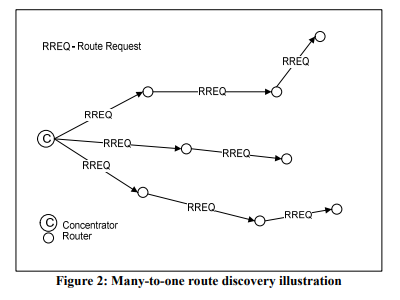 RREQ - Route Request
RREQ
RREQ
RREQ
C
RREQ
RREQ
RREQ
RREQ
RREQ
C Concentrator
Router
Figure 2: Many-to-one route discovery illustration